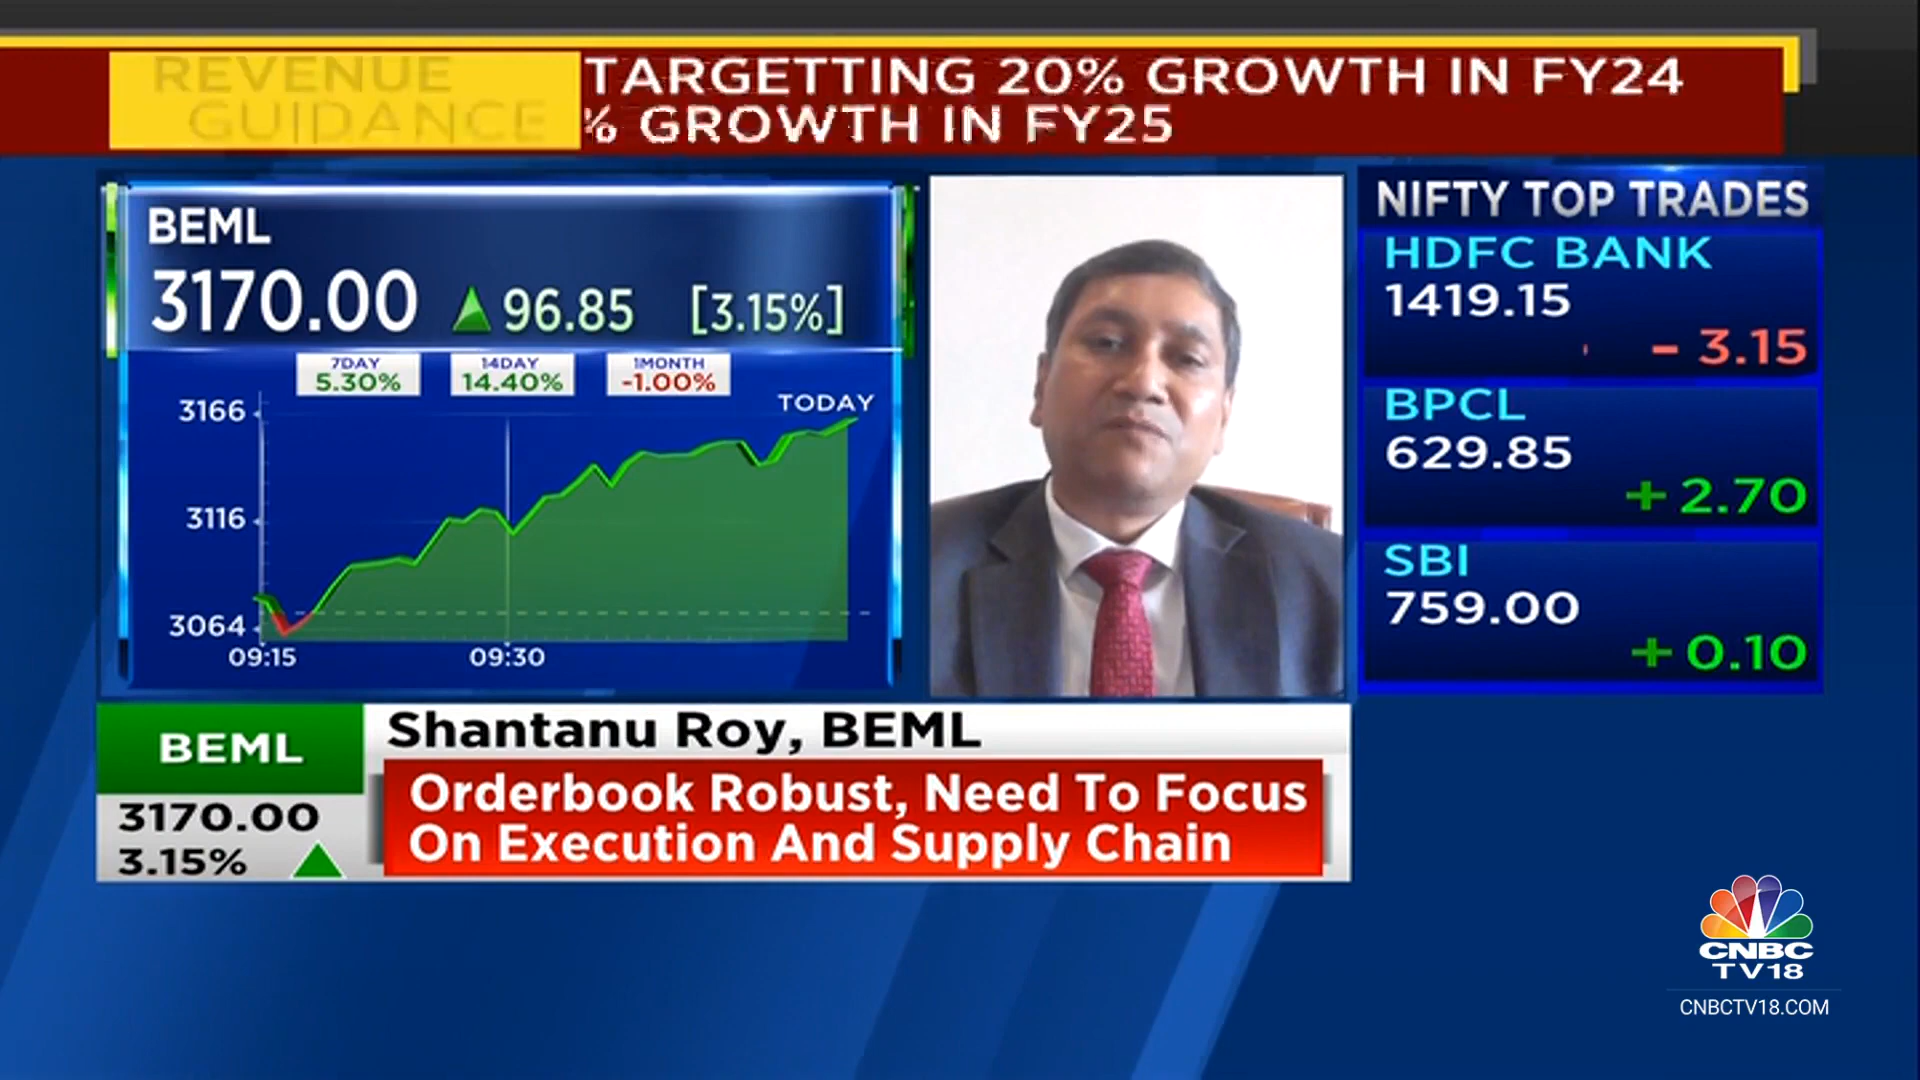 REVENUE
GUIDANCE
TARGETTING 20% GROWTH IN FY24
% GROWTH IN FY25
BEML
3170.00 ▲ 96.85 [3.15%]
7DAY
5.30%
14DAY
14.40%
1MONTH
-1.00%
TODAY
3166
3116
3064
09:15
09:30
NIFTY TOP TRADES
HDFC BANK
1419.15
- 3.15
BPCL
629.85
+ 2.70
SBI
759.00
+ 0.10
BEML
3170.00
3.15% ▲
Shantanu Roy, BEML
Orderbook Robust, Need To Focus
On Execution And Supply Chain
CNBC
TV18
CNBCTV18.COM